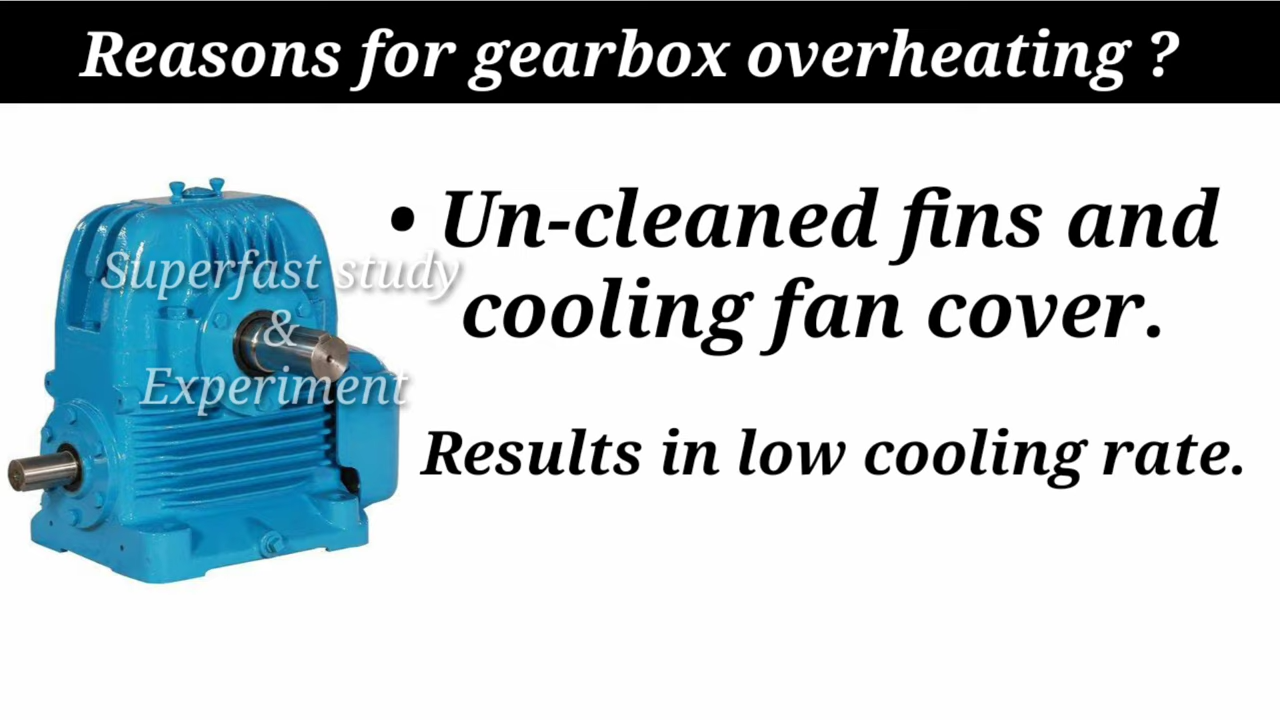 Reasons for gearbox overheating ?
• Un-cleaned fins and
cooling fan cover.
Superfast study
&
Experiment
Results in low cooling rate.